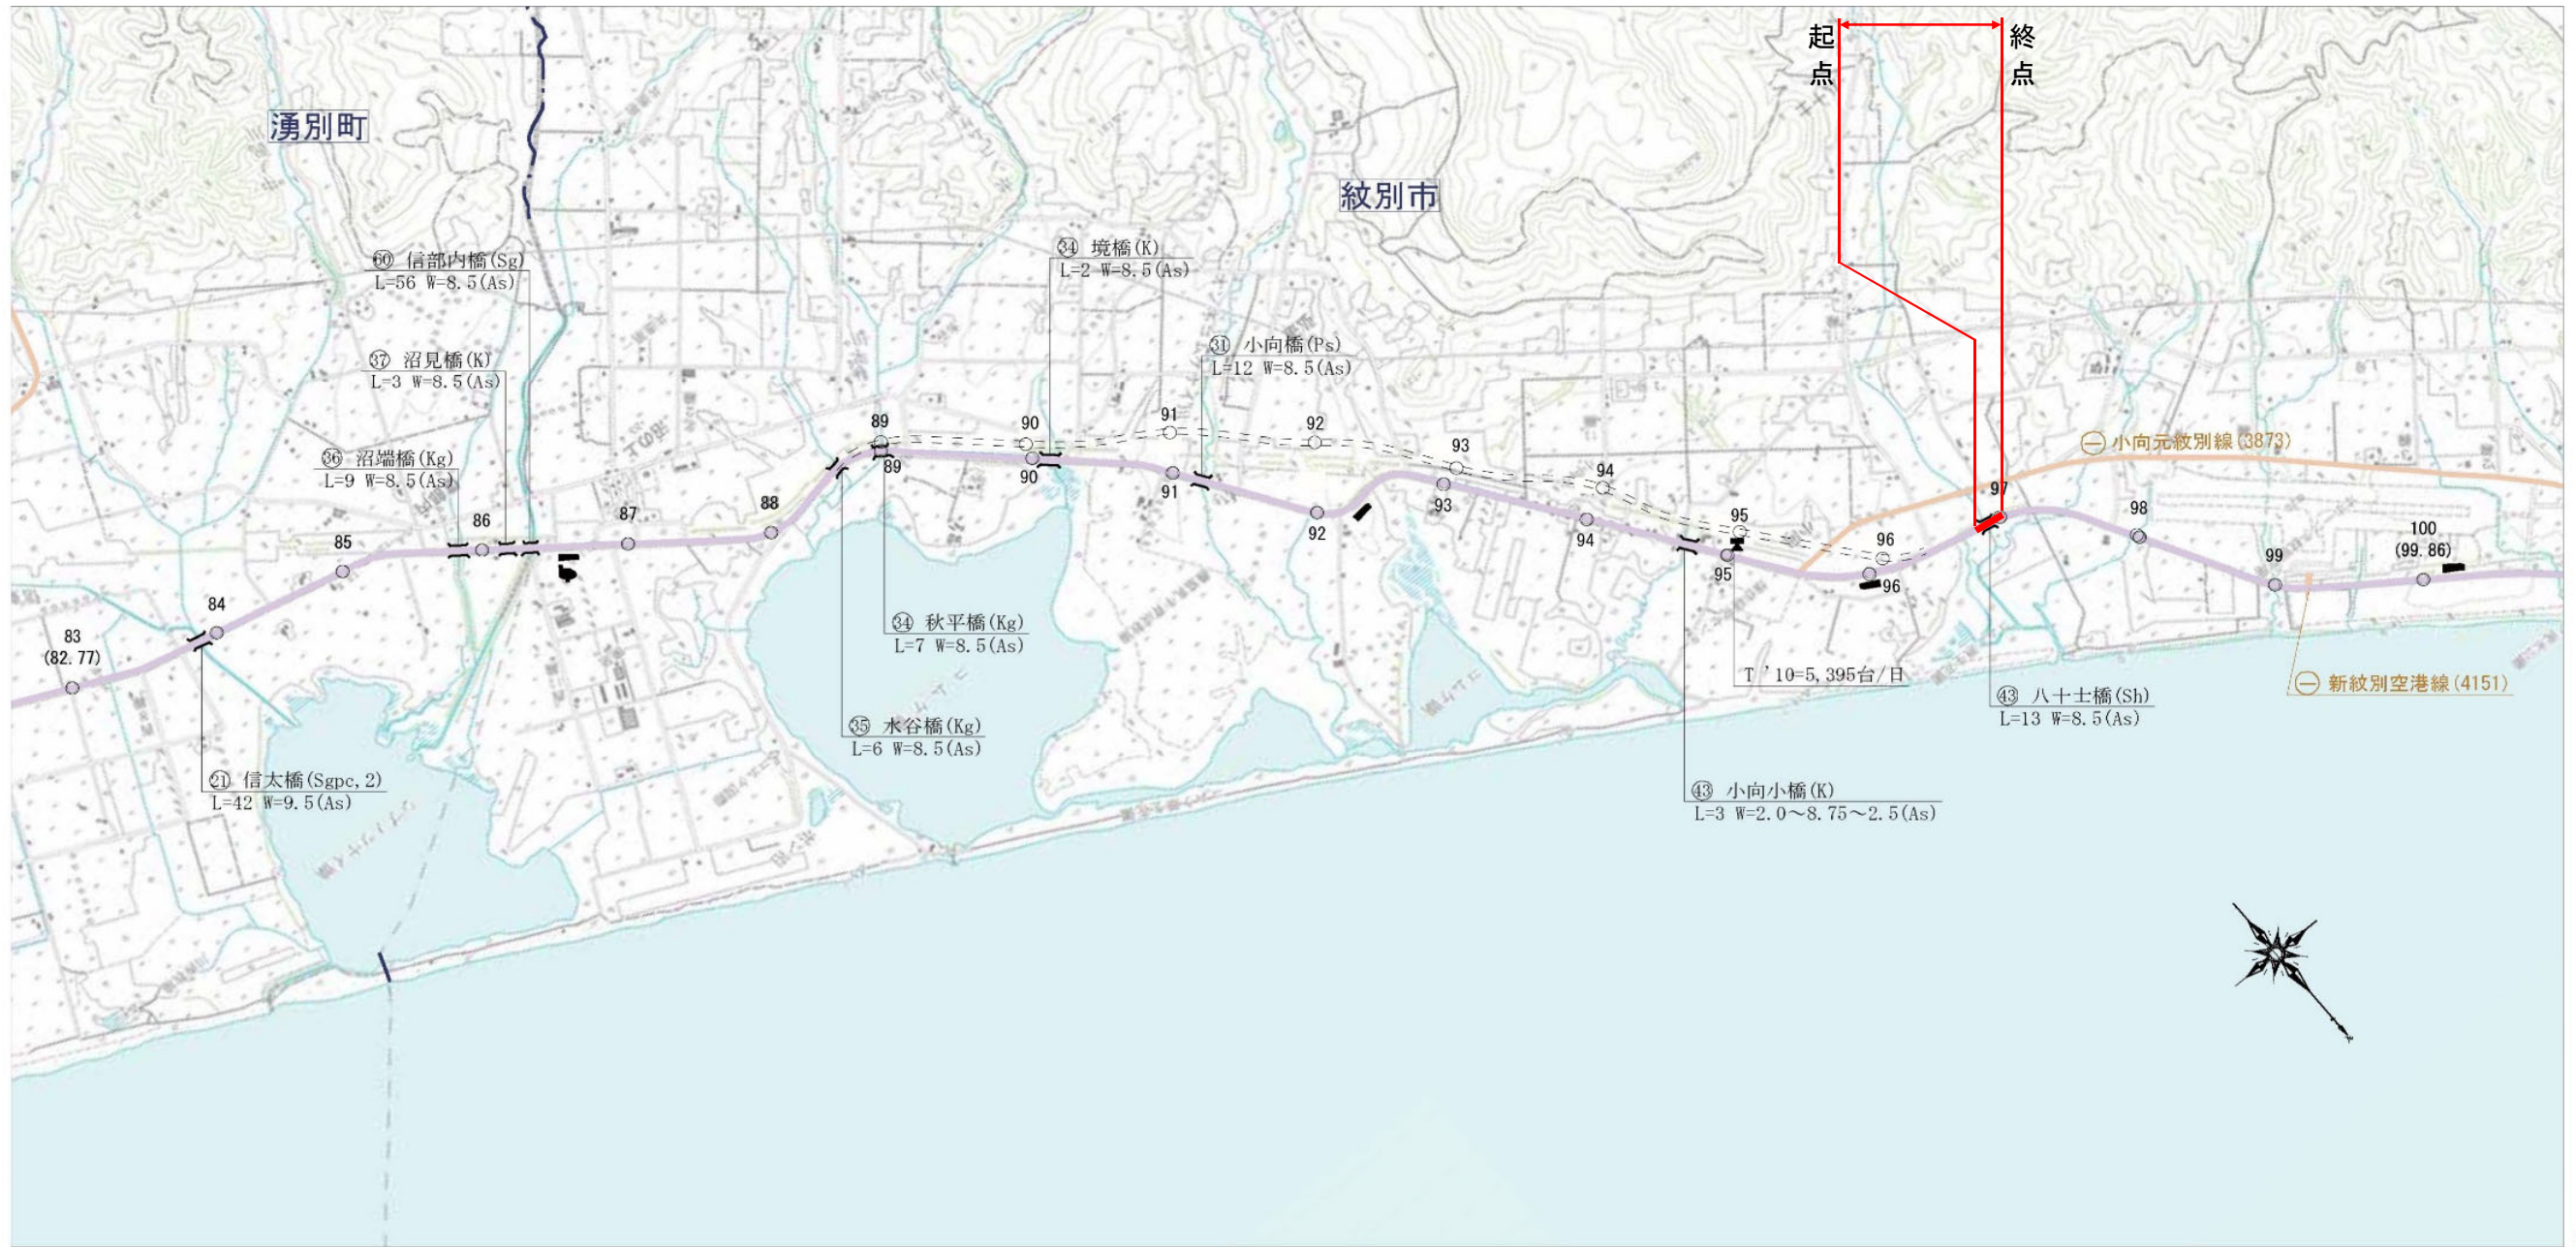 起点
終点
湧別町
紋別市
㉞ 境橋(K)
L=2 W=8.5(As)
60 信部内橋(Sg)
L=56 W=8.5(As)
㉛ 小向橋(Ps)
L=12 W=8.5(As)
㊲ 沼見橋(K)
L=3 W=8.5(As)
89
90
91
92
93
94
95
96
㊱ 沼端橋(Kg)
L=9 W=8.5(As)
㊀ 小向元紋別線(3873)
83
(82.77)
84
85
86
87
88
89
90
91
92
93
94
95
96
97
98
99
100
(99.86)
㉞ 秋平橋(Kg)
L=7 W=8.5(As)
T '10=5,395台/日
㊀ 新紋別空港線(4151)
㊸ 八十士橋(Sh)
L=13 W=8.5(As)
㉟ 水谷橋(Kg)
L=6 W=8.5(As)
㉑ 信太橋(Sgpc,2)
L=42 W=9.5(As)
㊸ 小向小橋(K)
L=3 W=2.0～8.75～2.5(As)